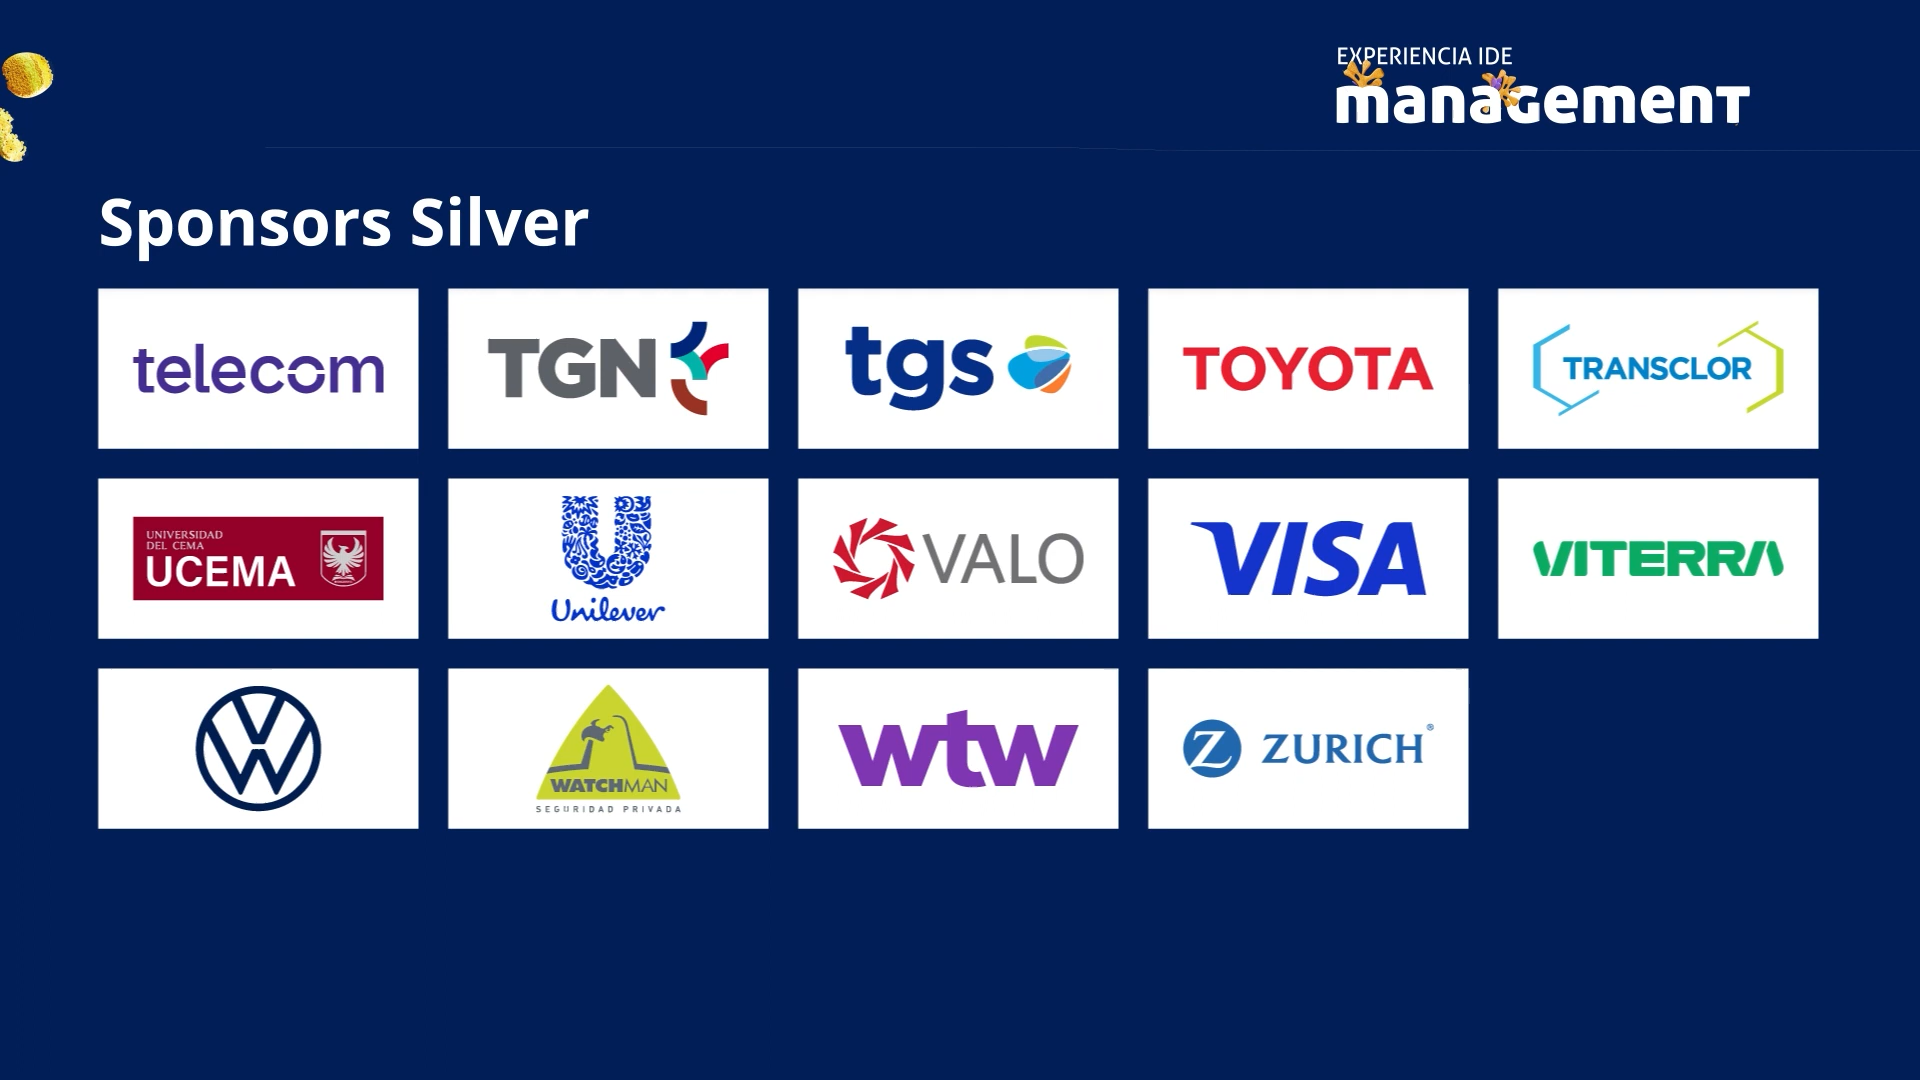 EXPERIENCIA IDE
management
Sponsors Silver
telecom
TGN
tgs
TOYOTA
TRANSCLOR
UNIVERSIDAD
DEL CEMA
UCEMA
Unilever
VALO
VISA
VITERRA
VW
WATCHMAN
SEGURIDAD PRIVADA
wtw
Z ZURICH®